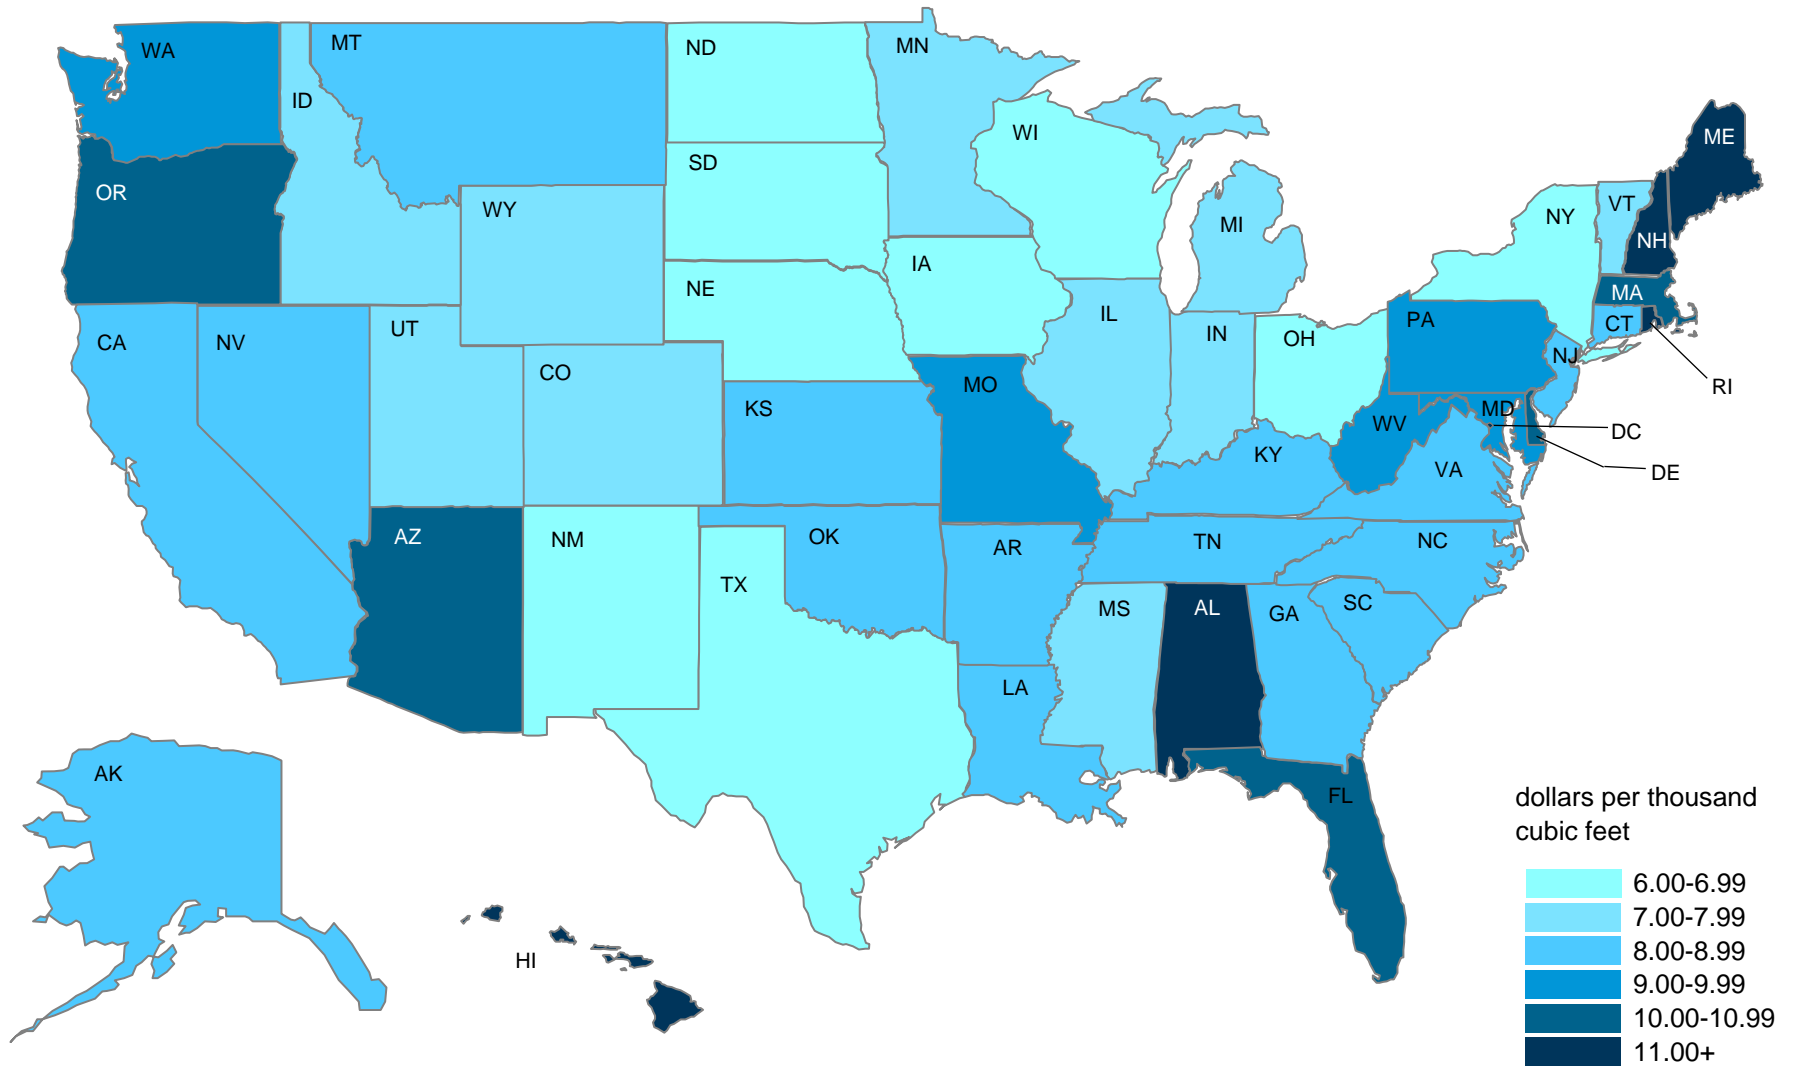 WA
MT
ND
MN
ID
WI
ME
SD
OR
WY
VT
NY
MI
NH
IA
NE
MA
IL
PA
CT
UT
IN
OH
CA
NV
NJ
CO
MO
RI
KS
MD
WV
DC
KY
VA
DE
AZ
NM
OK
AR
TN
NC
TX
MS
AL
GA
SC
LA
AK
FL
HI
dollars per thousand
cubic feet
6.00-6.99
7.00-7.99
8.00-8.99
9.00-9.99
10.00-10.99
11.00+